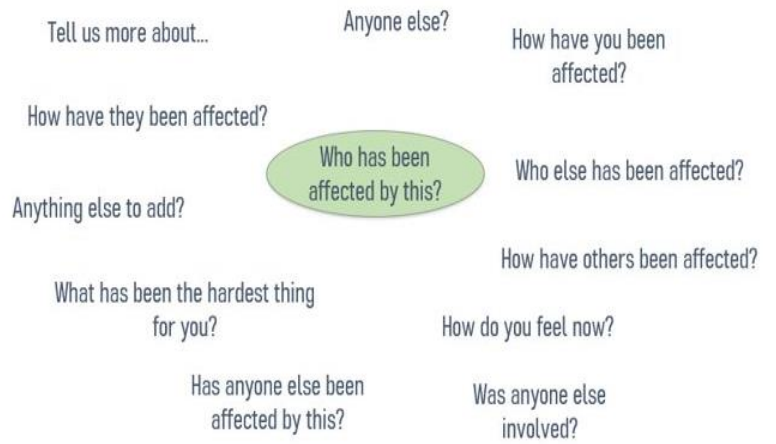 Tell us more about...
Anyone else?
How have you been
affected?
How have they been affected?
Who has been
affected by this?
Who else has been affected?
Anything else to add?
How have others been affected?
What has been the hardest thing
for you?
How do you feel now?
Has anyone else been
affected by this?
Was anyone else
involved?